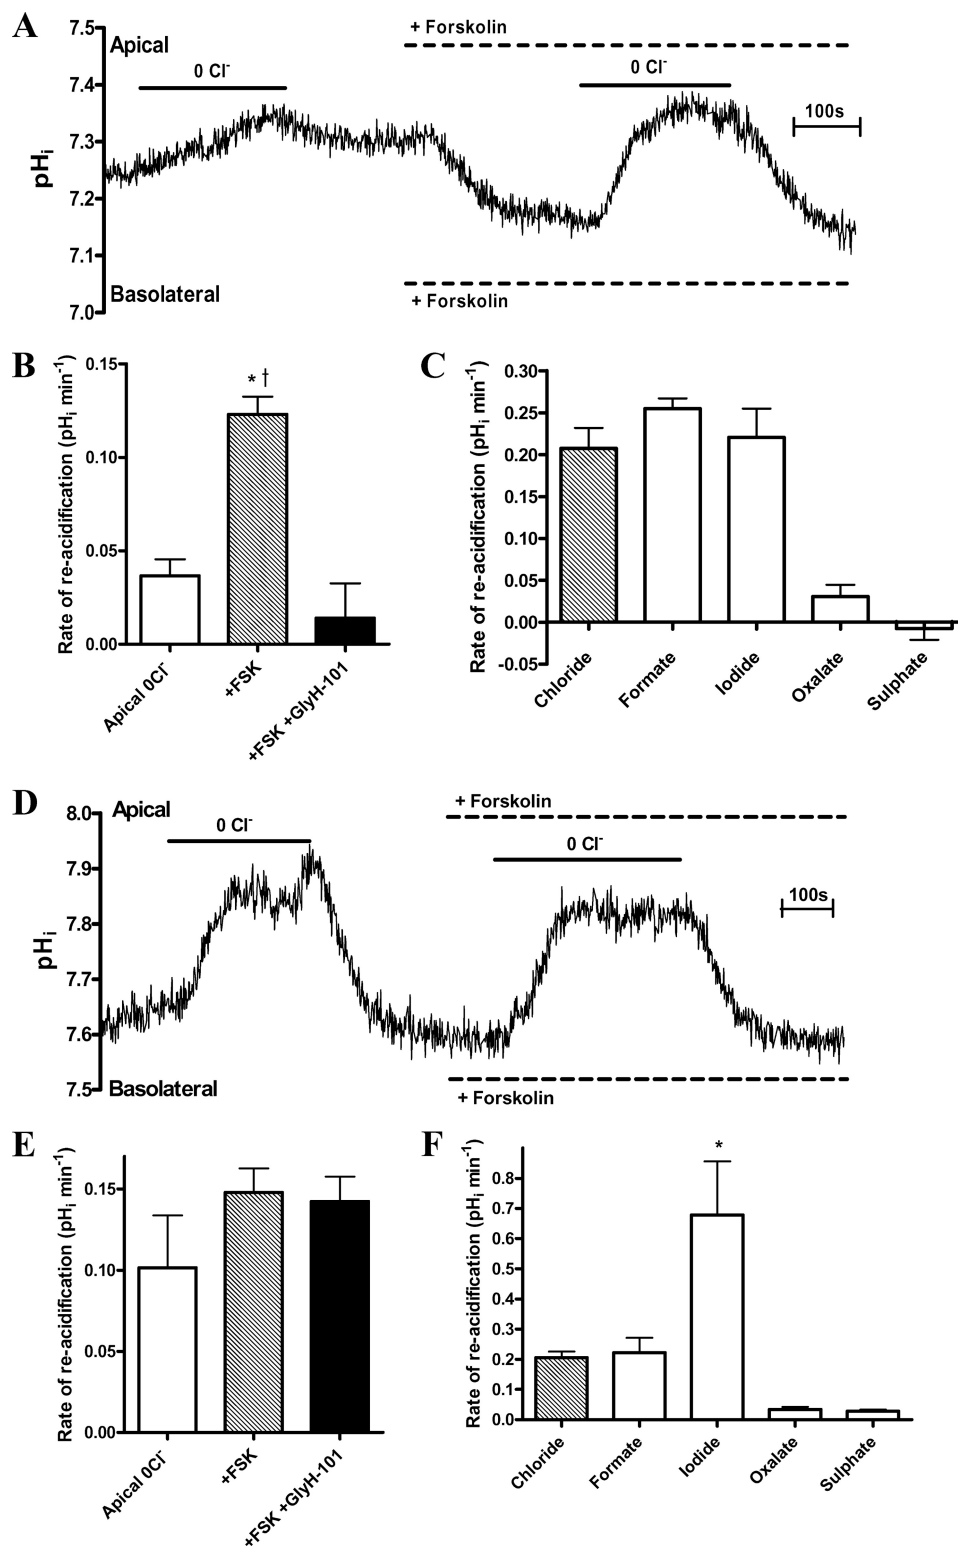 A
7.5
7.4
7.3
7.2
7.1
7.0
pHi
Apical
+ Forskolin
0 Cl-
0 Cl-
100s
Basolateral
+ Forskolin
B
Rate of re-acidification (pHi min-1)
0.15
0.10
0.05
0.00
* †
Apical 0Cl-
+FSK
+FSK +GlyH-101
C
Rate of re-acidification (pHi min-1)
0.30
0.25
0.20
0.15
0.10
0.05
0.00
-0.05
Chloride
Formate
Iodide
Oxalate
Sulphate
D
8.0
7.9
7.8
7.7
7.6
7.5
pHi
Apical
+ Forskolin
0 Cl-
0 Cl-
100s
Basolateral
+ Forskolin
E
Rate of re-acidification (pHi min-1)
0.15
0.10
0.05
0.00
Apical 0Cl-
+FSK
+FSK +GlyH-101
F
Rate of re-acidification (pHi min-1)
0.8
0.7
0.6
0.5
0.4
0.3
0.2
0.1
0.0
*
Chloride
Formate
Iodide
Oxalate
Sulphate